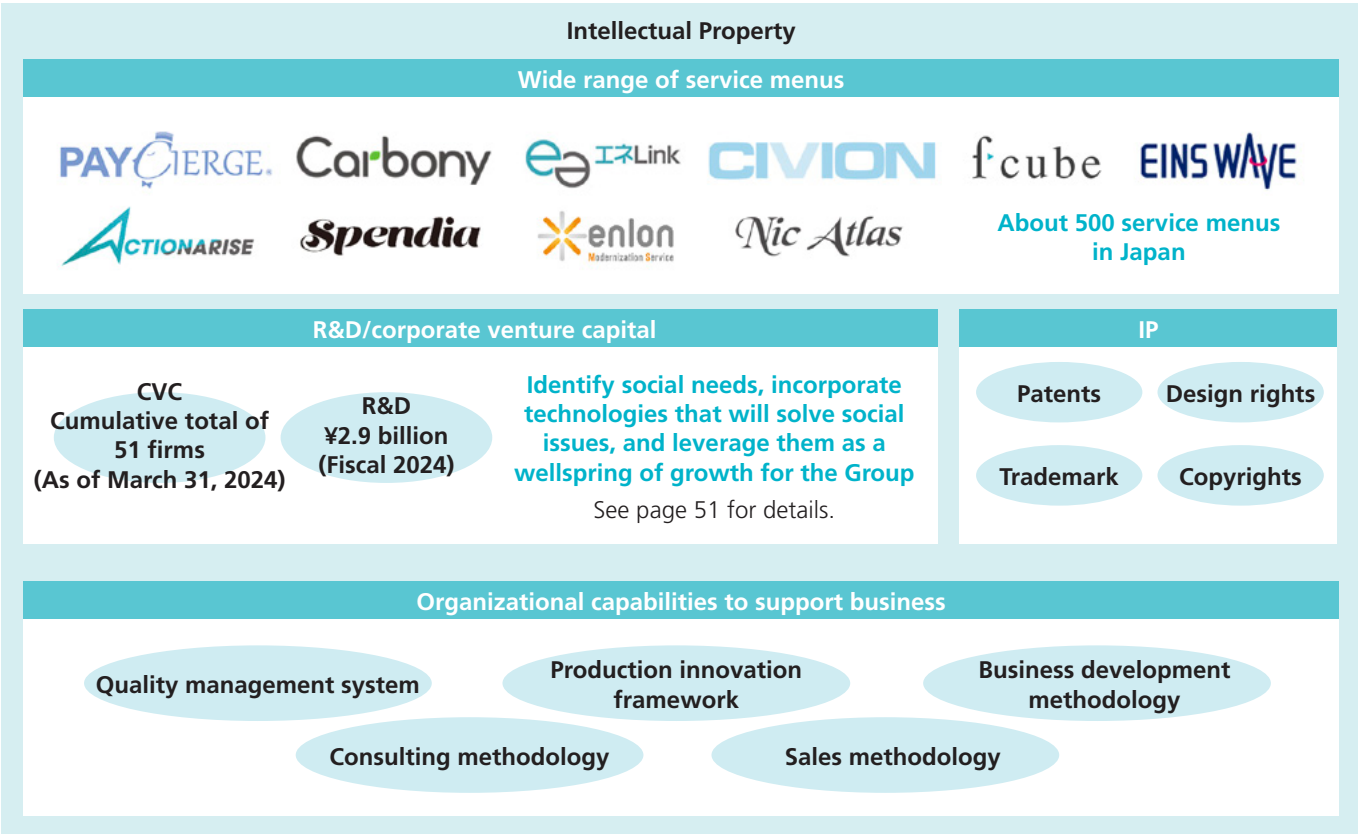 Intellectual Property
Wide range of service menus
PAYCIERGE®
Carbony
エネLink
CIVION
fcube
EINS WAVE
ACTIONARISE
Spendia
Xenlon
Modernization Service
Nic Atlas
About 500 service menus
in Japan
R&D/corporate venture capital
CVC
Cumulative total of
51 firms
(As of March 31, 2024)
R&D
¥2.9 billion
(Fiscal 2024)
Identify social needs, incorporate
technologies that will solve social
issues, and leverage them as a
wellspring of growth for the Group
See page 51 for details.
IP
Patents
Design rights
Trademark
Copyrights
Organizational capabilities to support business
Quality management system
Production innovation
framework
Business development
methodology
Consulting methodology
Sales methodology